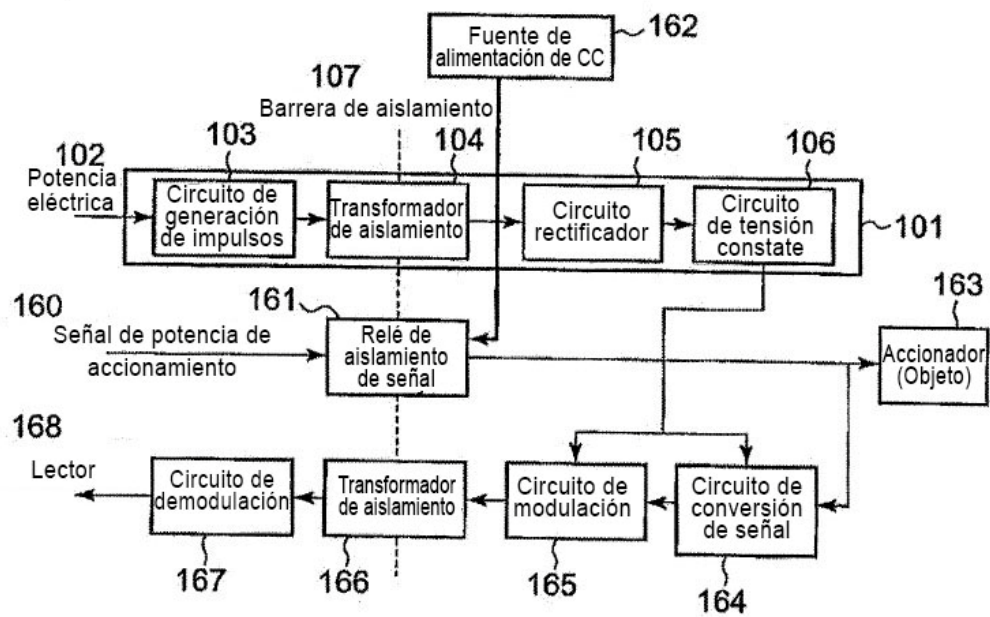 Fuente de
alimentación de CC
162
107
Barrera de aislamiento
102
Potencia
eléctrica
103
Circuito de
generación
de impulsos
104
Transformador
de aislamiento
105
Circuito
rectificador
106
Circuito
de tensión
constate
101
160
Señal de potencia de
accionamiento
161
Relé de
aislamiento
de señal
163
Accionador
(Objeto)
168
Lector
Circuito de
demodulación
167
Transformador
de aislamiento
166
Circuito de
modulación
165
Circuito de
conversión
de señal
164